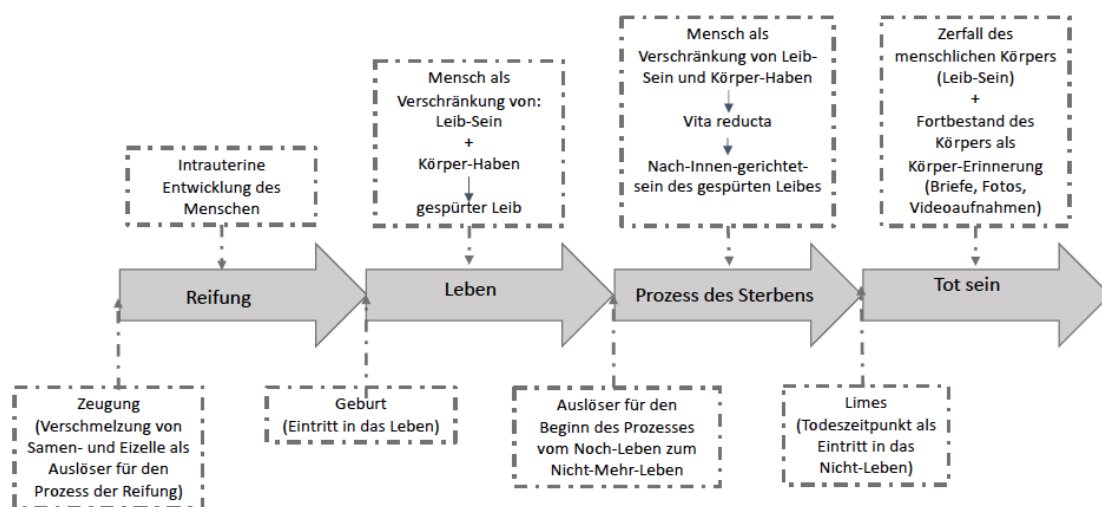 Intrauterine
Entwicklung des
Menschen
Mensch als
Verschränkung von:
Leib-Sein
+
Körper-Haben
gespürter Leib
Mensch als
Verschränkung von Leib-
Sein und Körper-Haben
Vita reducta
Nach-Innen-gerichtet-
sein des gespürten Leibes
Zerfall des
menschlichen Körpers
(Leib-Sein)
+
Fortbestand des
Körpers als
Körper-Erinnerung
(Briefe, Fotos,
Videoaufnahmen)
Reifung
Leben
Prozess des Sterbens
Tot sein
Zeugung
(Verschmelzung von
Samen- und Eizelle als
Auslöser für den
Prozess der Reifung)
Geburt
(Eintritt in das Leben)
Auslöser für den
Beginn des Prozesses
vom Noch-Leben zum
Nicht-Mehr-Leben
Limes
(Todeszeitpunkt als
Eintritt in das
Nicht-Leben)